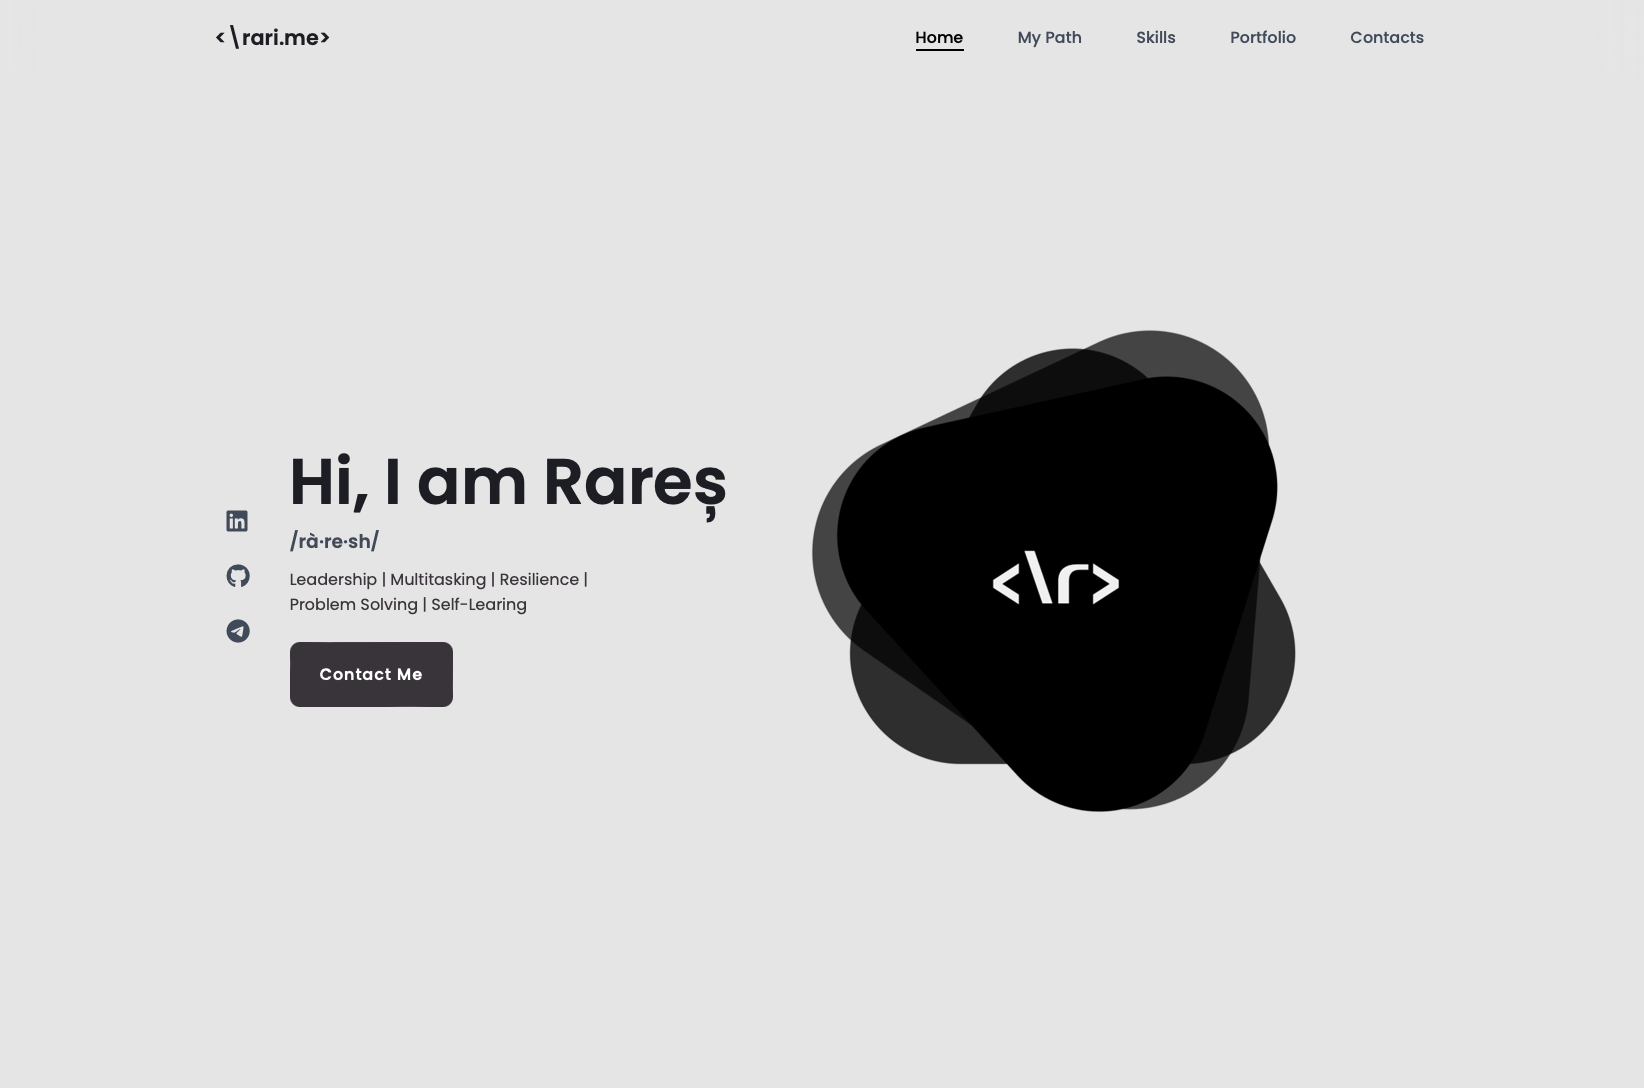 <\rari.me>
Home
My Path
Skills
Portfolio
Contacts
Hi, I am Rareș
/rà·re·sh/
Leadership | Multitasking | Resilience |
Problem Solving | Self-Learing
Contact Me
<\r>
in